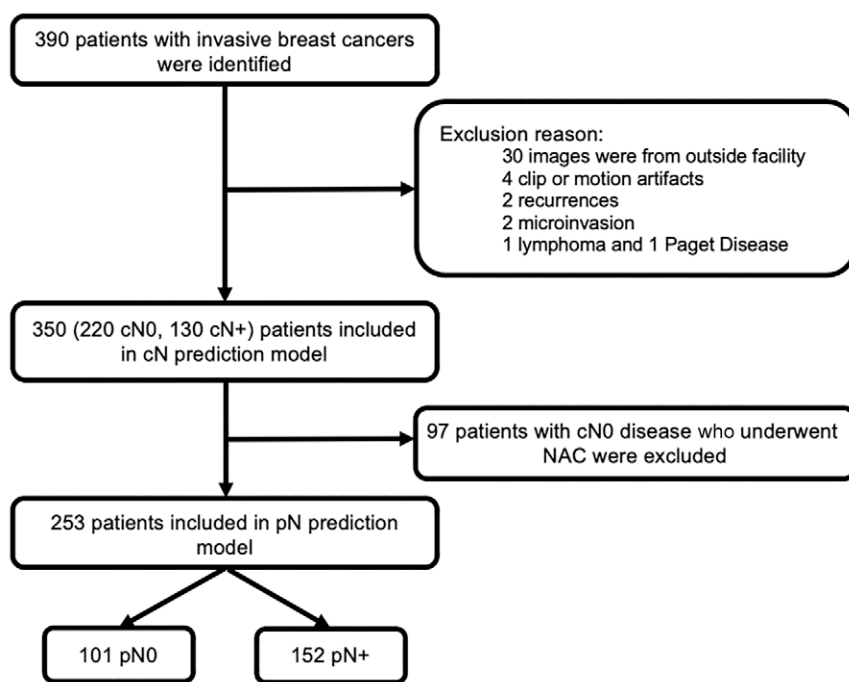 390 patients with invasive breast cancers
were identified
Exclusion reason:
30 images were from outside facility
4 clip or motion artifacts
2 recurrences
2 microinvasion
1 lymphoma and 1 Paget Disease
350 (220 cN0, 130 cN+) patients included
in cN prediction model
97 patients with cN0 disease who underwent
NAC were excluded
253 patients included in pN prediction
model
101 pN0
152 pN+